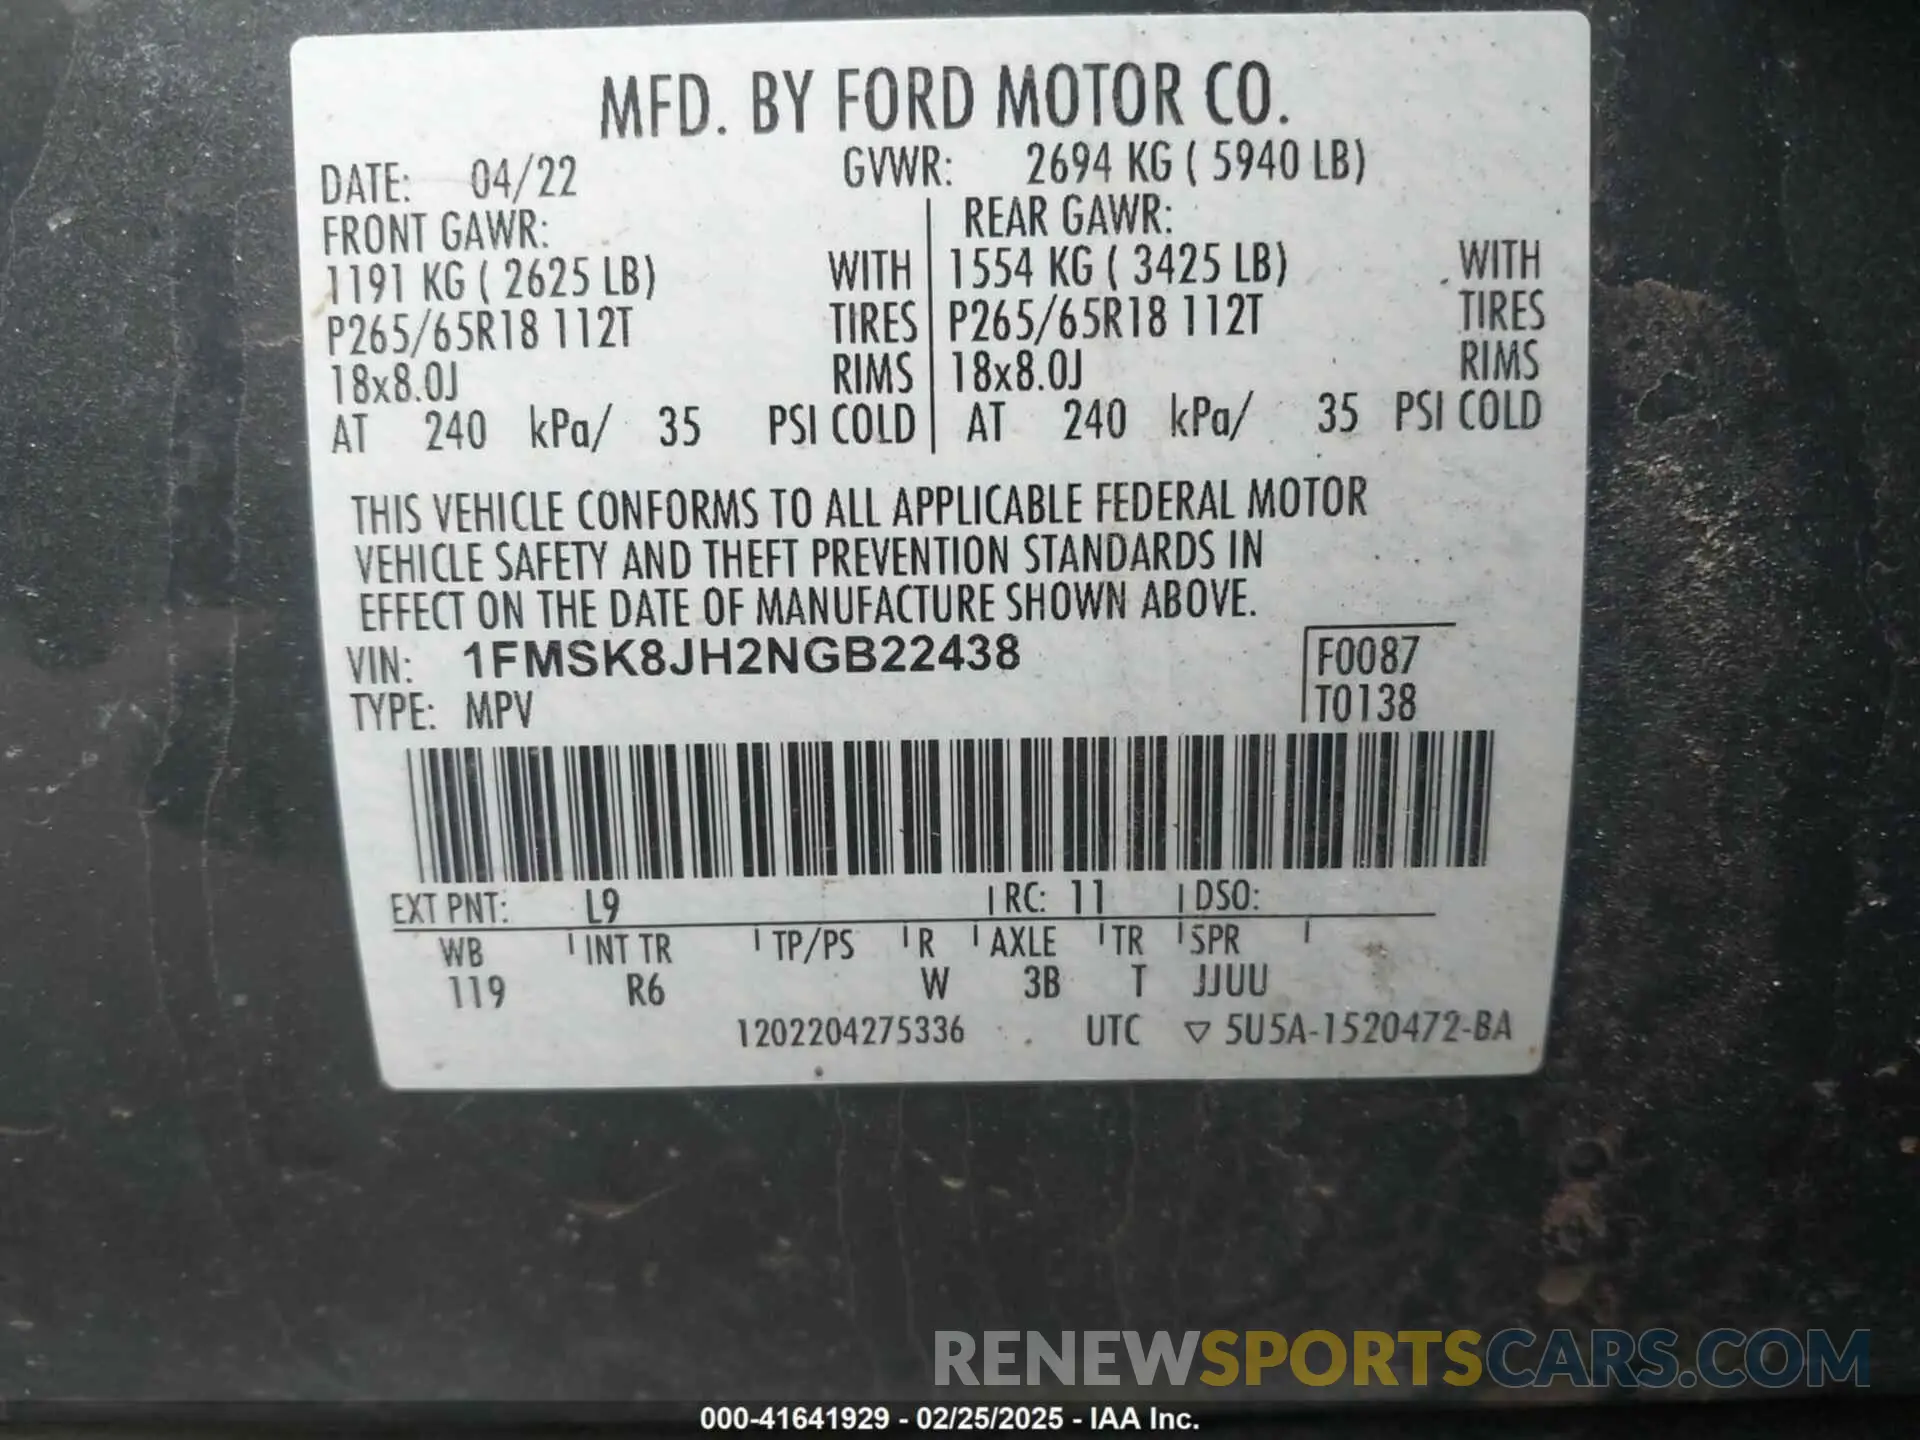 MFD. BY FORD MOTOR CO.
DATE: 04/22 GVWR: 2694 KG ( 5940 LB)
FRONT GAWR: REAR GAWR:
1191 KG ( 2625 LB) WITH 1554 KG ( 3425 LB) WITH
P265/65R18 112T TIRES P265/65R18 112T TIRES
18x8.0J RIMS 18x8.0J RIMS
AT 240 kPa/ 35 PSI COLD AT 240 kPa/ 35 PSI COLD
THIS VEHICLE CONFORMS TO ALL APPLICABLE FEDERAL MOTOR
VEHICLE SAFETY AND THEFT PREVENTION STANDARDS IN
EFFECT ON THE DATE OF MANUFACTURE SHOWN ABOVE.
VIN: 1FMSK8JH2NGB22438 F0087
TYPE: MPV T0138
EXT PNT: L9 RC: 11 DSO:
WB INT TR TP/PS R AXLE TR SPR
119 R6 W 3B T JJUU
1202204275336 UTC ▽ 5U5A-1520472-BA
RENEWSPORTSCARS.COM
000-41641929 - 02/25/2025 - IAA Inc.